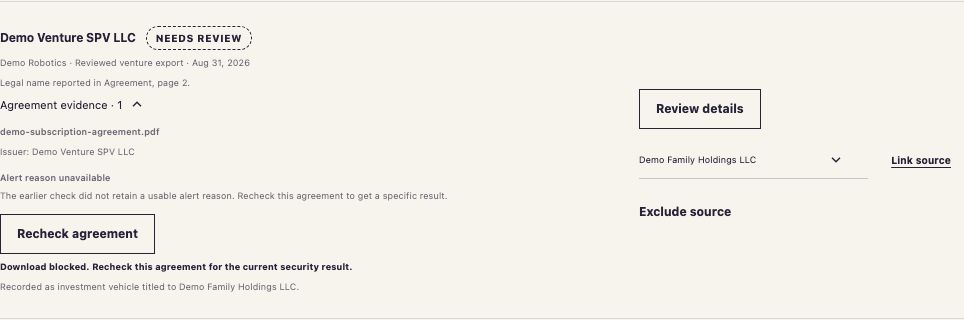 Demo Venture SPV LLC NEEDS REVIEW
Demo Robotics · Reviewed venture export · Aug 31, 2026
Legal name reported in Agreement, page 2.
Agreement evidence · 1
demo-subscription-agreement.pdf
Issuer: Demo Venture SPV LLC
Alert reason unavailable
The earlier check did not retain a usable alert reason. Recheck this agreement to get a specific result.
Recheck agreement
Download blocked. Recheck this agreement for the current security result.
Recorded as investment vehicle titled to Demo Family Holdings LLC.
Review details
Demo Family Holdings LLC Link source
Exclude source